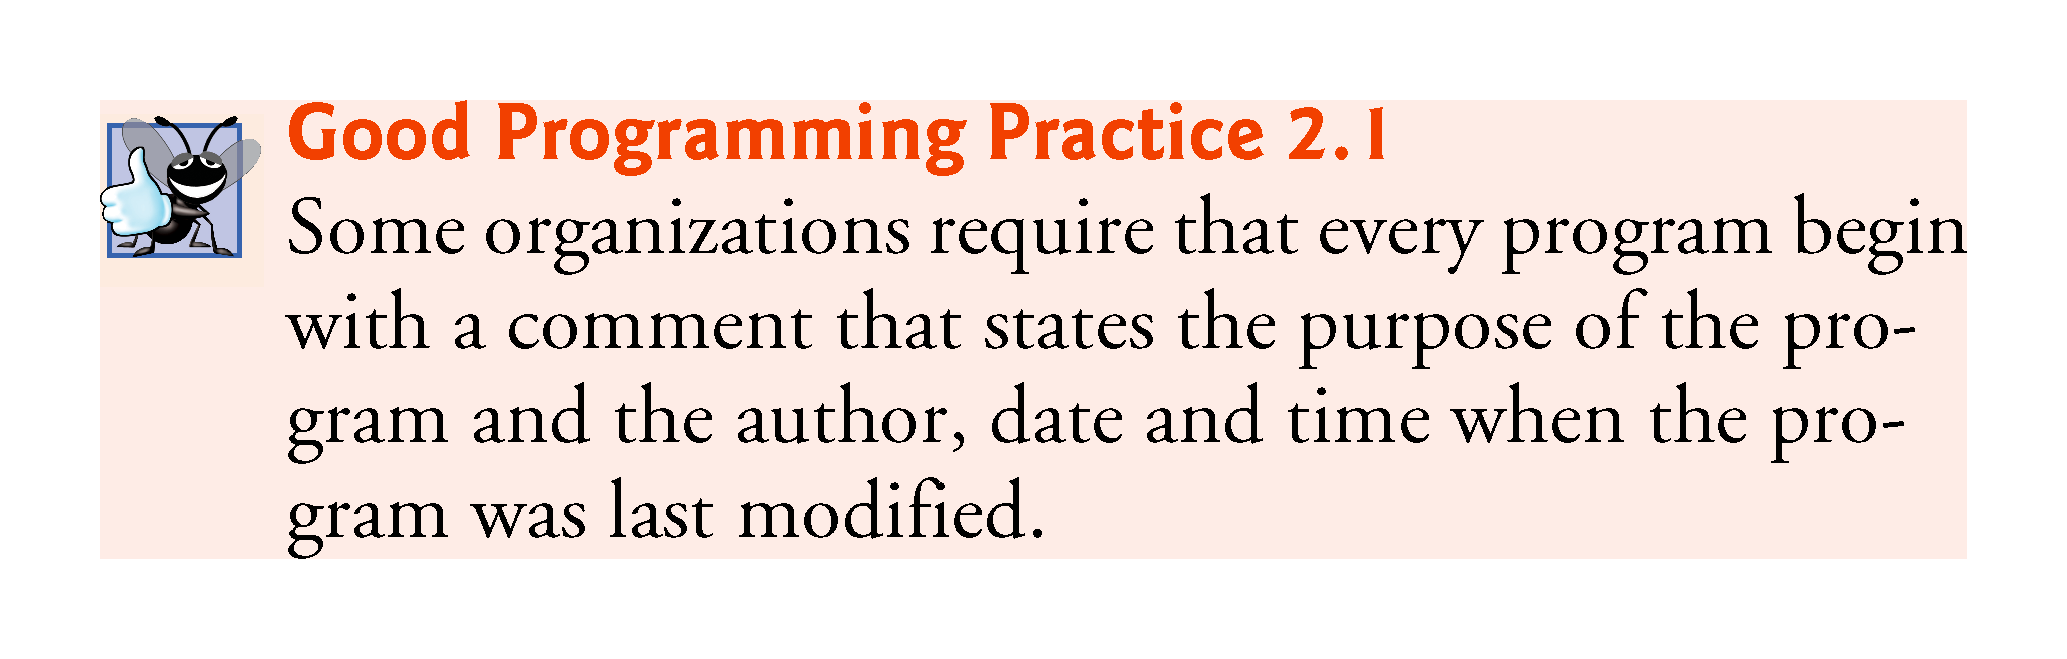 Good Programming Practice 2.1
Some organizations require that every program begin
with a comment that states the purpose of the pro-
gram and the author, date and time when the pro-
gram was last modified.